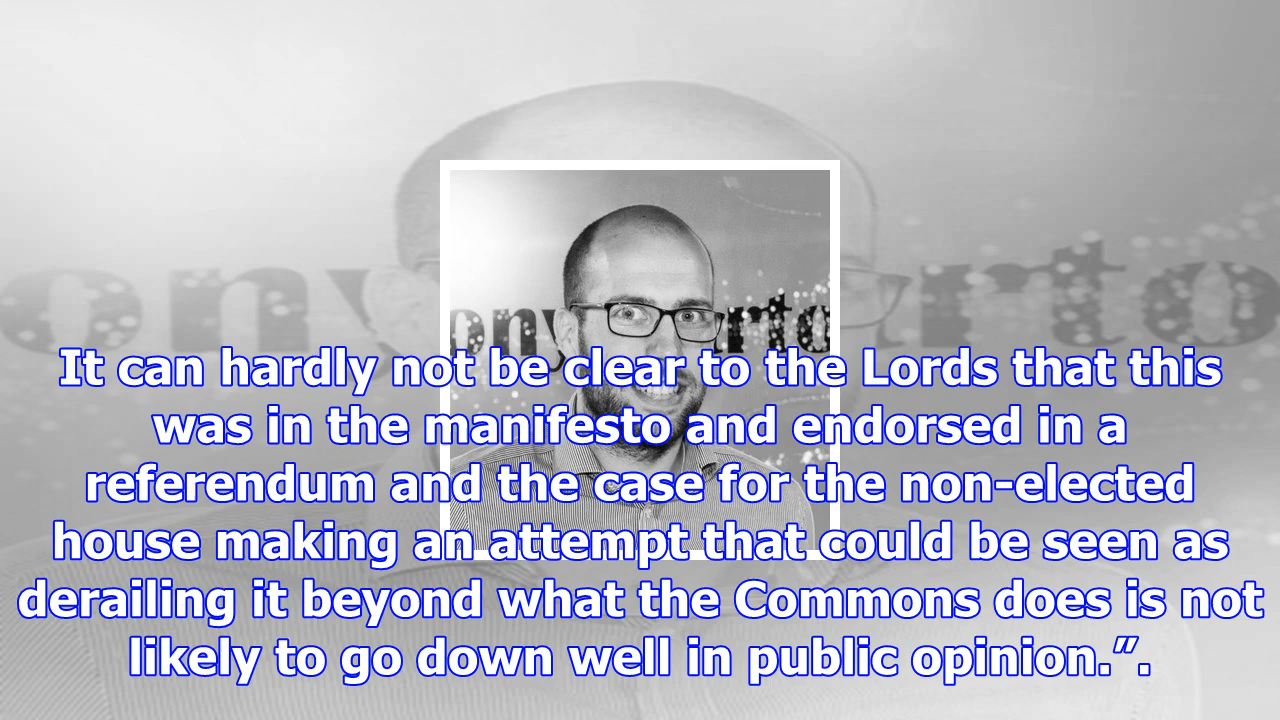 It can hardly not be clear to the Lords that this
was in the manifesto and endorsed in a
referendum and the case for the non-elected
house making an attempt that could be seen as
derailing it beyond what the Commons does is not
likely to go down well in public opinion.”.